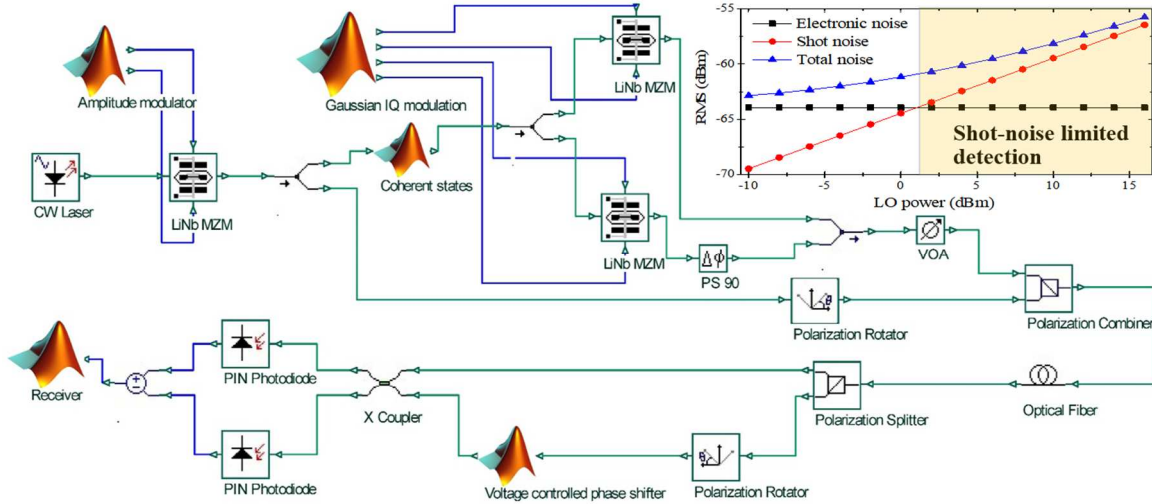 -55
Electronic noise
Shot noise
Total noise
-60
RMS (dBm)
-65
Shot-noise limited
detection
-70
-10
-5
0
5
10
15
LO power (dBm)
Amplitude modulator
Gaussian IQ modulation
LiNb MZM
Coherent states
CW Laser
LiNb MZM
LiNb MZM
Δϕ
PS 90
VOA
θ
Polarization Rotator
Polarization Combiner
Receiver
PIN Photodiode
X Coupler
Polarization Splitter
Optical Fiber
PIN Photodiode
Voltage controlled phase shifter
θ
Polarization Rotator